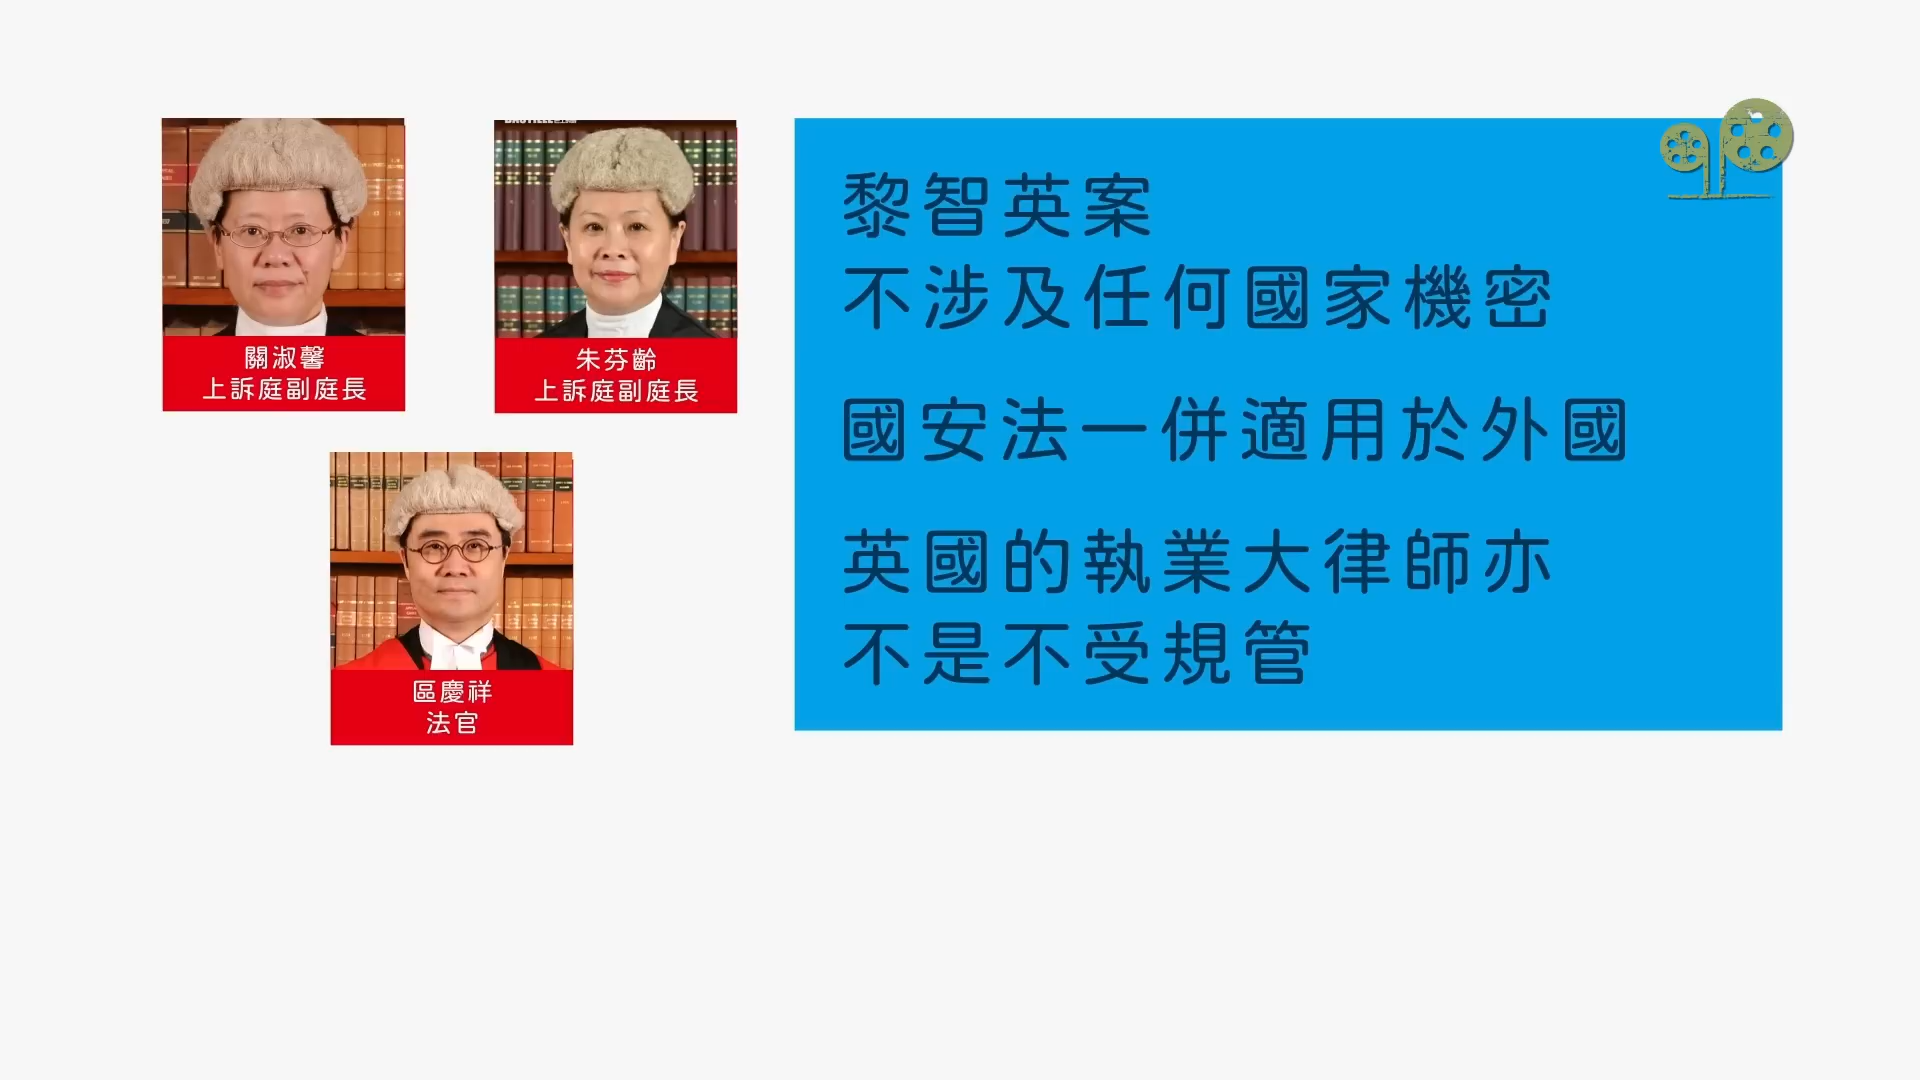 關淑馨
上訴庭副庭長
朱芬齡
上訴庭副庭長
區慶祥
法官
黎智英案
不涉及任何國家機密
國安法一併適用於外國
英國的執業大律師亦
不是不受規管